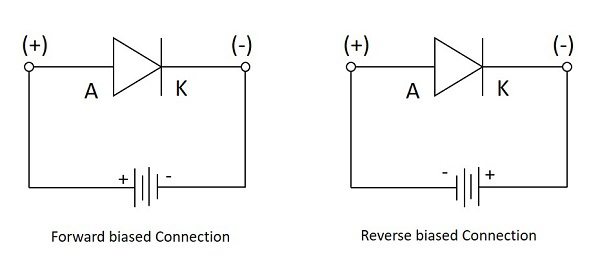 (+) (-) (+) (-)
A K A K
+ - - +
Forward biased Connection
Reverse biased Connection